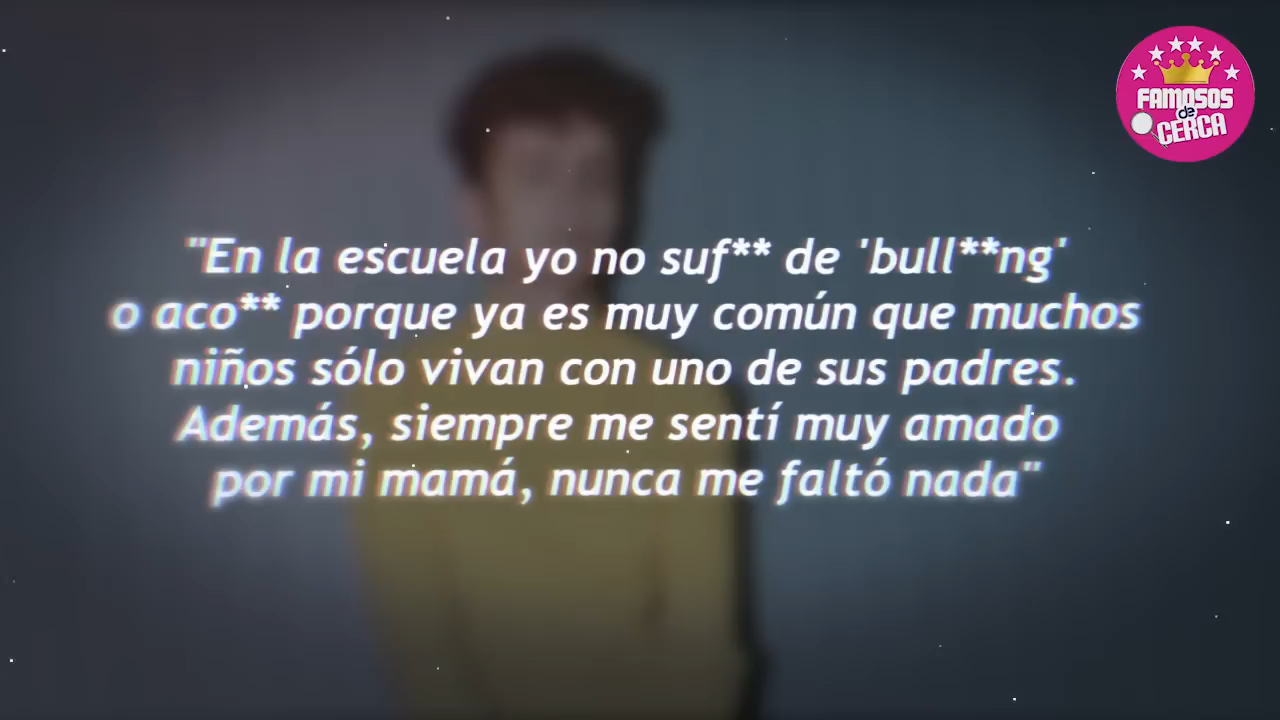 FAMOSOS
de
CERCA
"En la escuela yo no suf** de 'bull**ng'
o aco** porque ya es muy común que muchos
niños sólo vivan con uno de sus padres.
Además, siempre me sentí muy amado
por mi mamá, nunca me faltó nada"